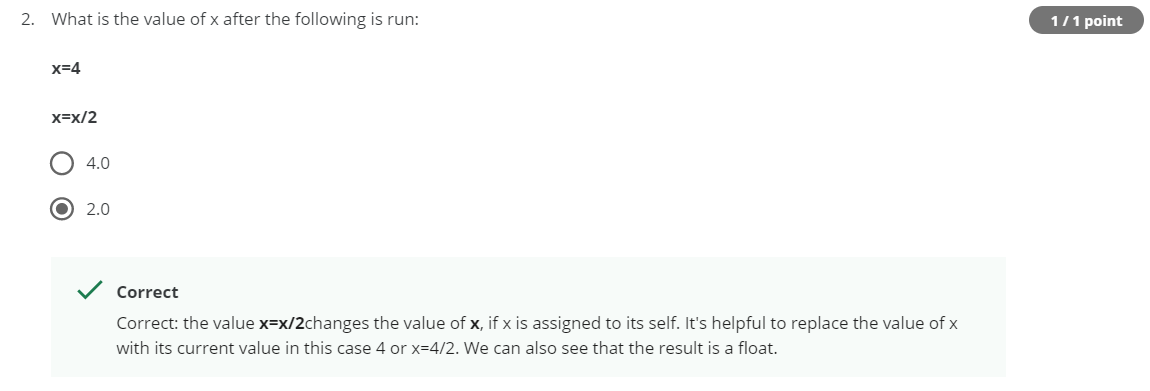 2. What is the value of x after the following is run:
1 / 1 point
x=4
x=x/2
4.0
2.0
Correct
Correct: the value x=x/2changes the value of x, if x is assigned to its self. It's helpful to replace the value of x
with its current value in this case 4 or x=4/2. We can also see that the result is a float.